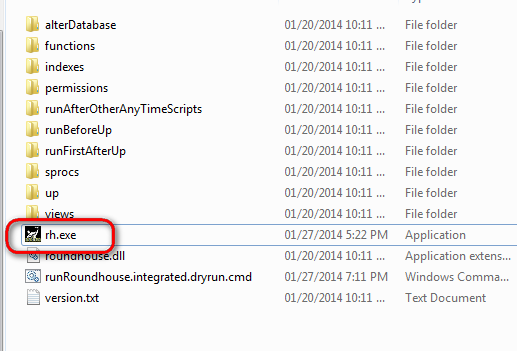 alterDatabase 01/20/2014 10:11 ... File folder
functions 01/20/2014 10:11 ... File folder
indexes 01/20/2014 10:11 ... File folder
permissions 01/20/2014 10:11 ... File folder
runAfterOtherAnyTimeScripts 01/20/2014 10:11 ... File folder
runBeforeUp 01/20/2014 10:11 ... File folder
runFirstAfterUp 01/20/2014 10:11 ... File folder
sprocs 01/20/2014 10:11 ... File folder
up 01/20/2014 10:11 ... File folder
views 01/20/2014 10:11 ... File folder
rh.exe 01/27/2014 5:22 PM Application
roundhouse.dll 01/20/2014 10:11 ... Application extens...
runRoundhouse.integrated.dryrun.cmd 01/27/2014 7:11 PM Windows Comma...
version.txt 01/20/2014 10:11 ... Text Document